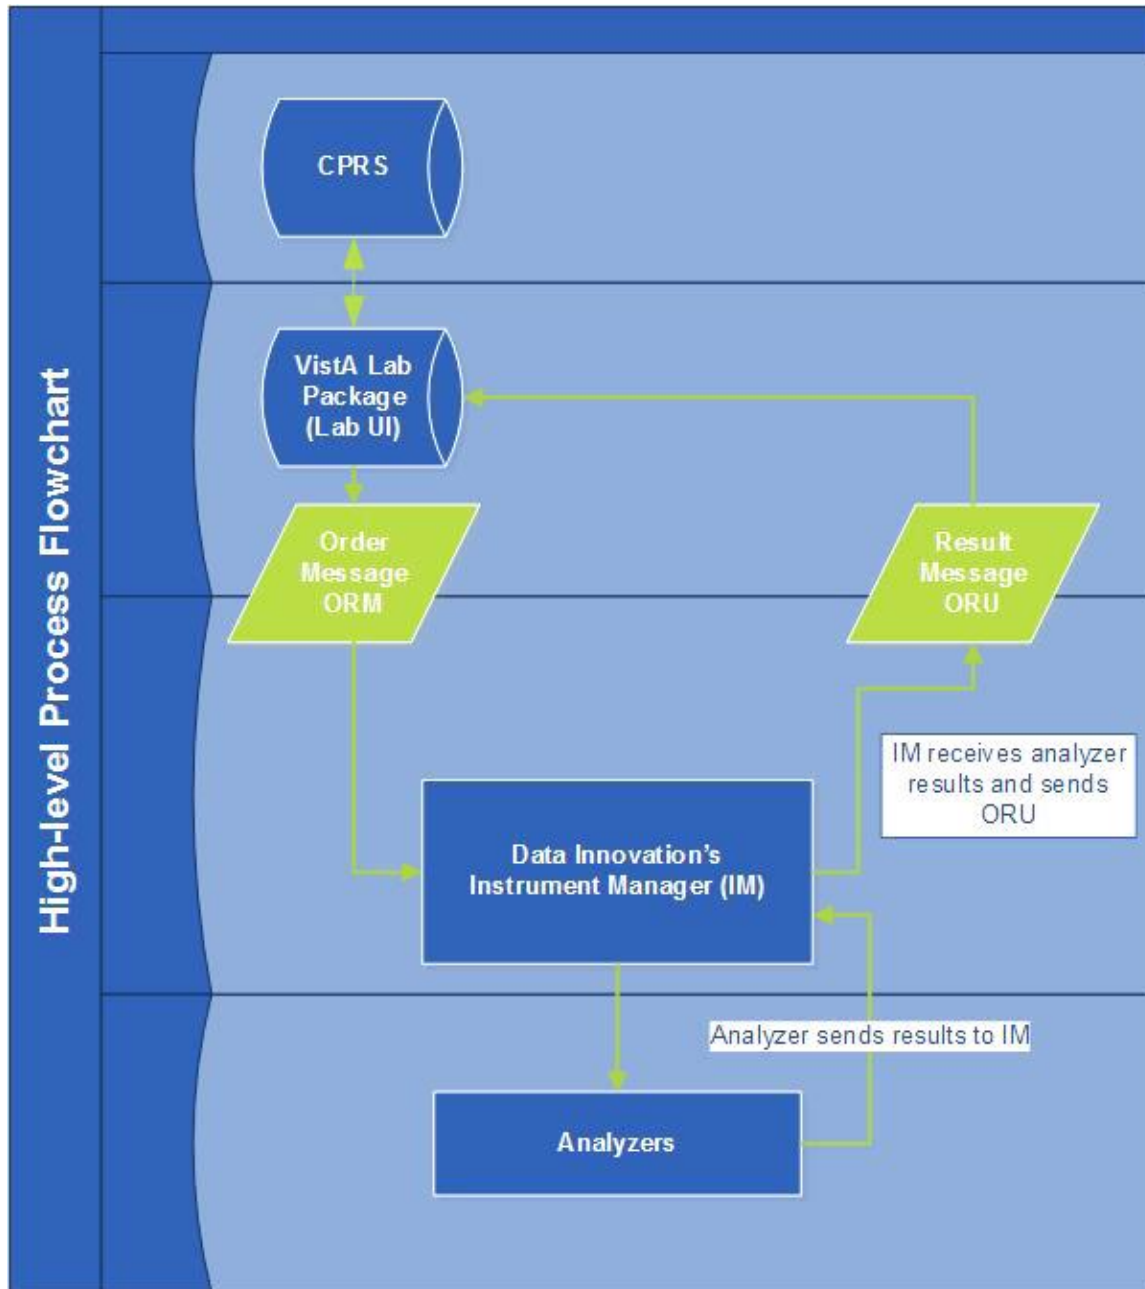 High-level Process Flowchart
CPRS
VistA Lab
Package
(Lab UI)
Order
Message
ORM
Result
Message
ORU
IM receives analyzer
results and sends
ORU
Data Innovation’s
Instrument Manager (IM)
Analyzer sends results to IM
Analyzers